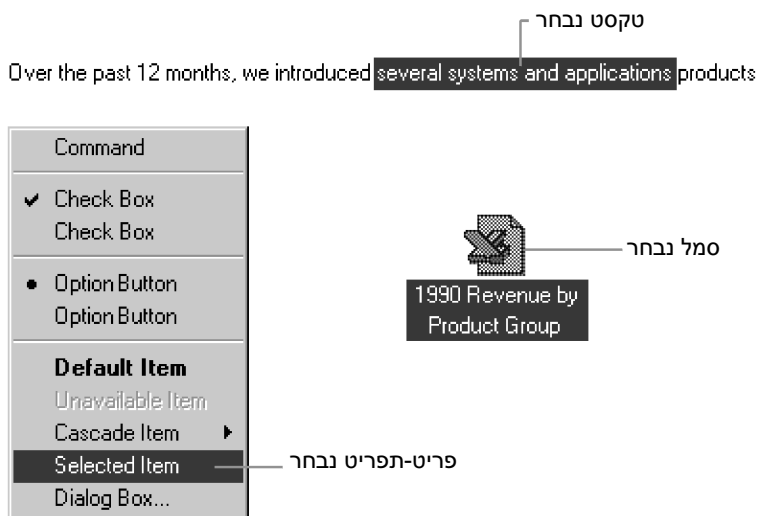 טקסט נבחר
Over the past 12 months, we introduced several systems and applications products
Command
Check Box
Check Box
Option Button
Option Button
Default Item
Unavailable Item
Cascade Item
Selected Item
Dialog Box...
סמל נבחר
1990 Revenue by
Product Group
פריט-תפריט נבחר